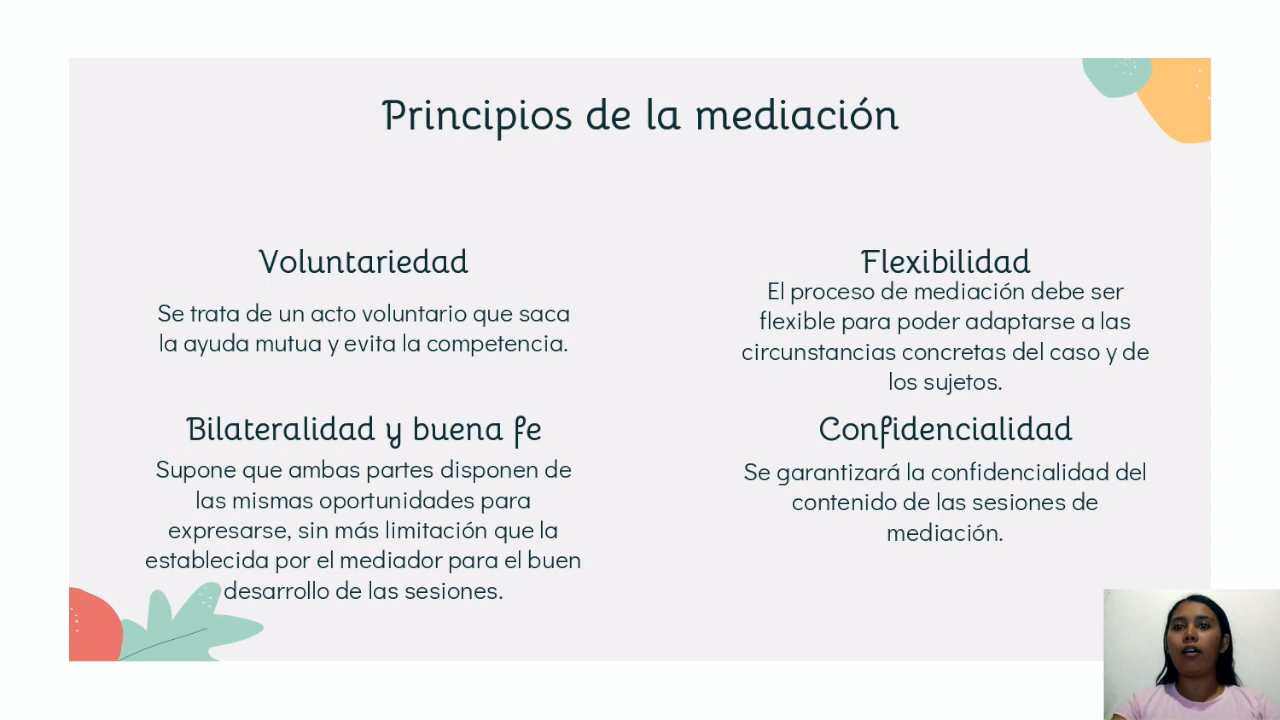 Principios de la mediación
Voluntariedad
Se trata de un acto voluntario que saca
la ayuda mutua y evita la competencia.
Flexibilidad
El proceso de mediación debe ser
flexible para poder adaptarse a las
circunstancias concretas del caso y de
los sujetos.
Bilateralidad y buena fe
Supone que ambas partes disponen de
las mismas oportunidades para
expresarse, sin más limitación que la
establecida por el mediador para el buen
desarrollo de las sesiones.
Confidencialidad
Se garantizará la confidencialidad del
contenido de las sesiones de
mediación.